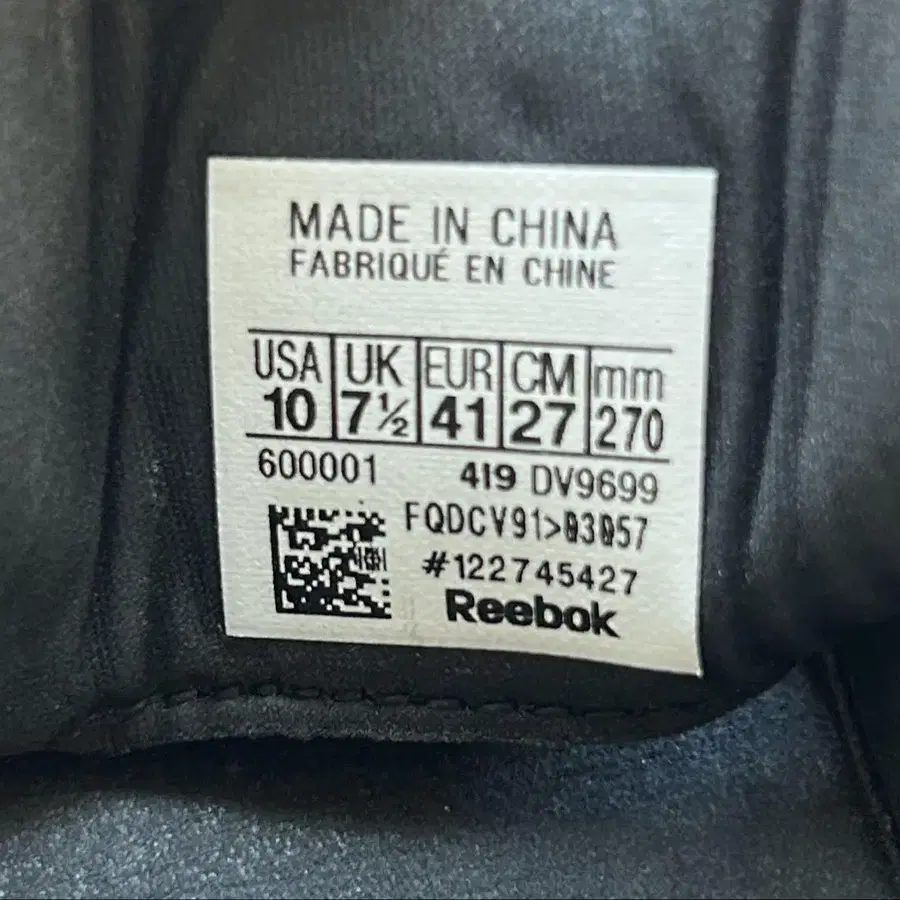 MADE IN CHINA
FABRIQUÉ EN CHINE
USA UK EUR CM mm
10 7½ 41 27 270
600001 419 DV9699
FQDCV91>03057
#122745427
Reebok